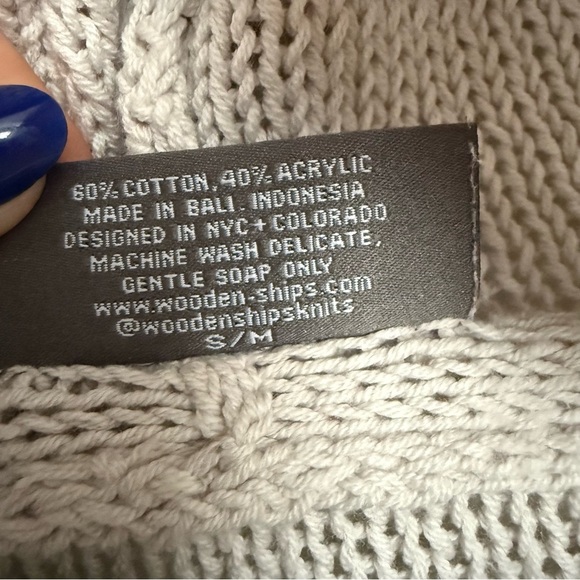 60% COTTON, 40% ACRYLIC
MADE IN BALI, INDONESIA
DESIGNED IN NYC+COLORADO
MACHINE WASH DELICATE,
GENTLE SOAP ONLY
www.wooden-ships.com
@woodenshipsknits
S/M